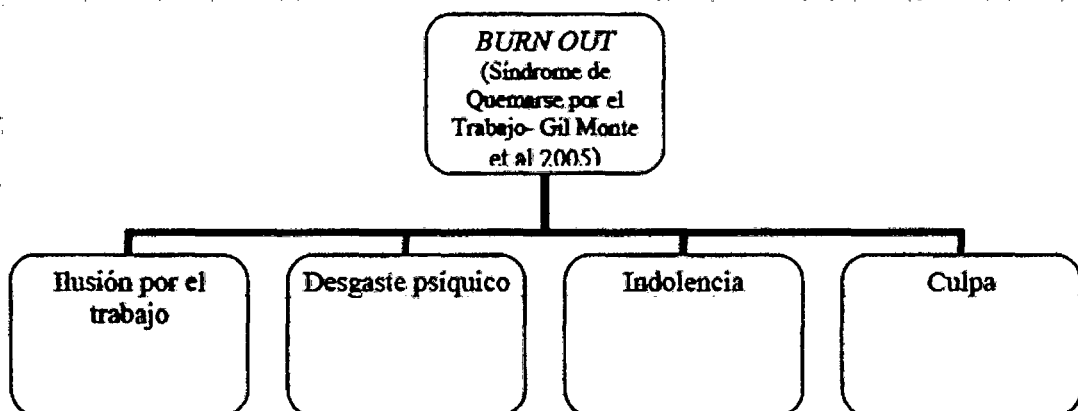 BURN OUT
(Síndrome de
Quemarse por el
Trabajo- Gil Monte
et al 2005)
Ilusión por el
trabajo
Desgaste psíquico
Indolencia
Culpa